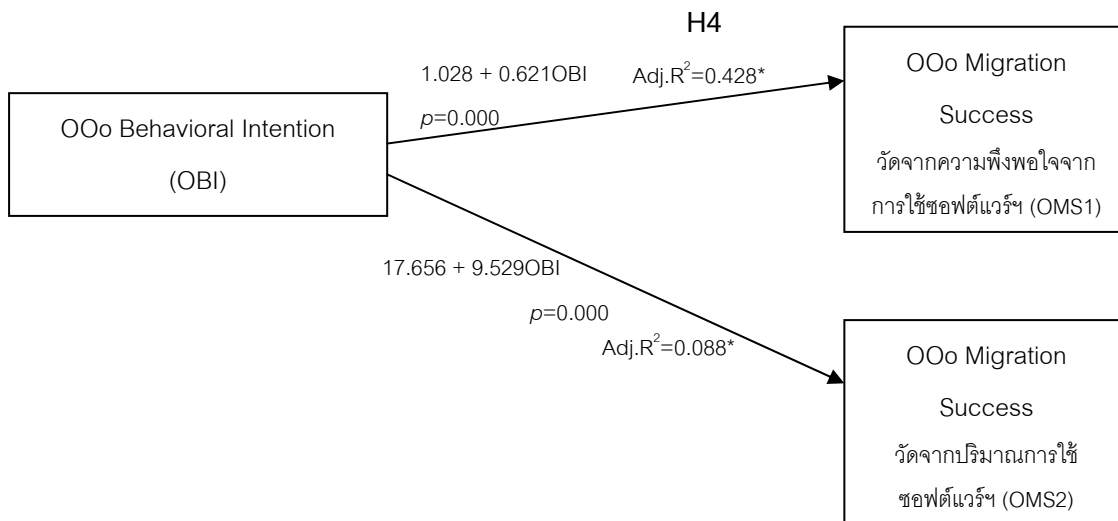 H4
1.028 + 0.621OBI Adj.R²=0.428*
p=0.000
OOo Behavioral Intention
(OBI)
OOo Migration
Success
วัดจากความพึงพอใจจาก
การใช้ซอฟต์แวร์ฯ (OMS1)
17.656 + 9.529OBI
p=0.000
Adj.R²=0.088*
OOo Migration
Success
วัดจากปริมาณการใช้
ซอฟต์แวร์ฯ (OMS2)